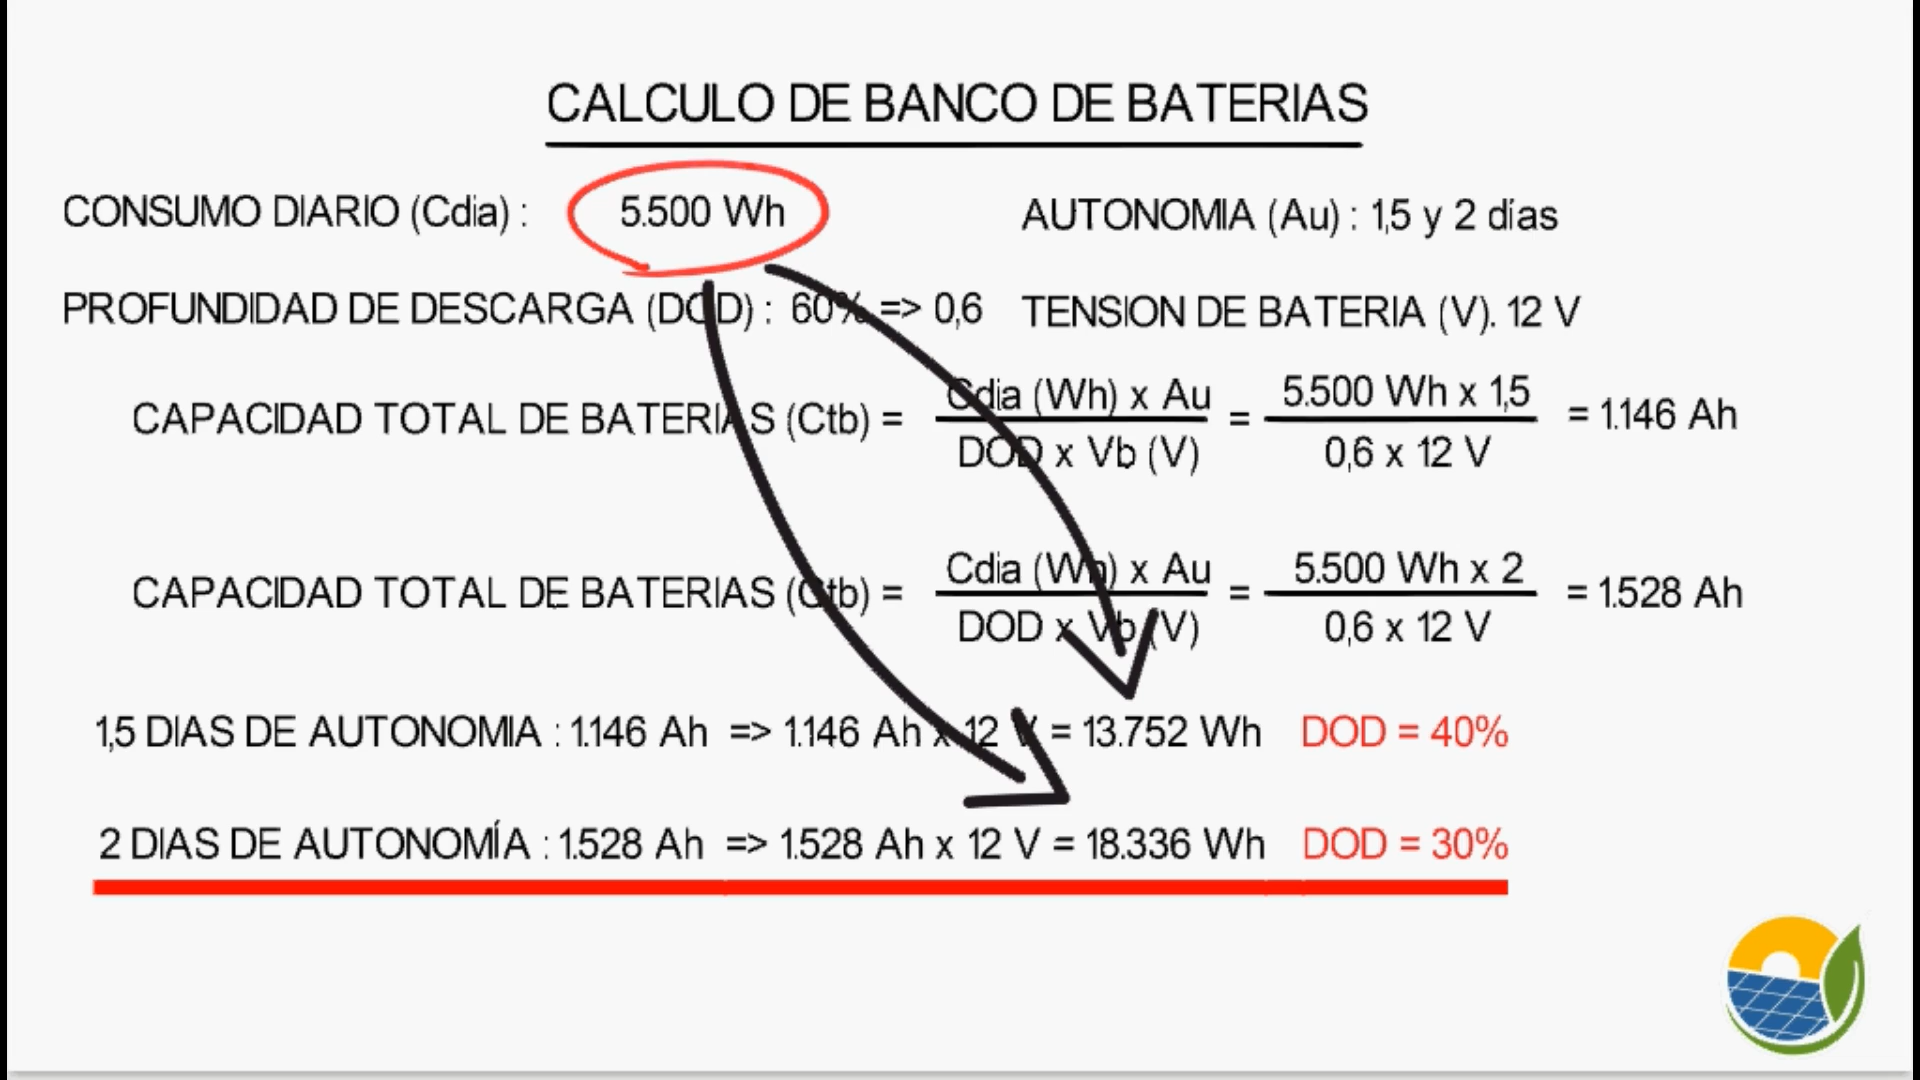 CALCULO DE BANCO DE BATERIAS
CONSUMO DIARIO (Cdia) : 5.500 Wh
AUTONOMIA (Au) : 1,5 y 2 días
PROFUNDIDAD DE DESCARGA (DOD) : 60% => 0,6
TENSION DE BATERIA (V). 12 V
CAPACIDAD TOTAL DE BATERIAS (Ctb) =
Cdia (Wh) x Au
DOD x Vb (V)
=
5.500 Wh x 1,5
0,6 x 12 V
= 1.146 Ah
CAPACIDAD TOTAL DE BATERIAS (Ctb) =
Cdia (Wh) x Au
DOD x Vb (V)
=
5.500 Wh x 2
0,6 x 12 V
= 1.528 Ah
1,5 DIAS DE AUTONOMIA : 1.146 Ah => 1.146 Ah x 12 V = 13.752 Wh DOD = 40%
2 DIAS DE AUTONOMÍA : 1.528 Ah => 1.528 Ah x 12 V = 18.336 Wh DOD = 30%